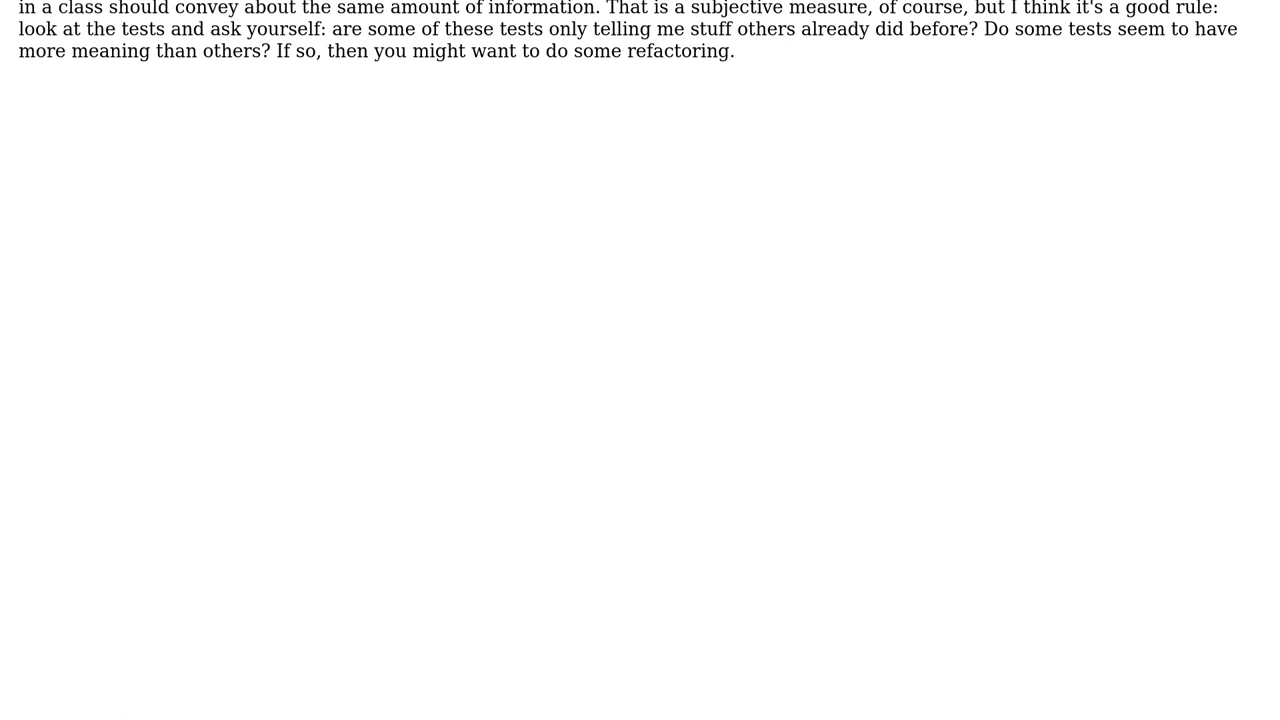 in a class should convey about the same amount of information. That is a subjective measure, of course, but I think it's a good rule:
look at the tests and ask yourself: are some of these tests only telling me stuff others already did before? Do some tests seem to have
more meaning than others? If so, then you might want to do some refactoring.